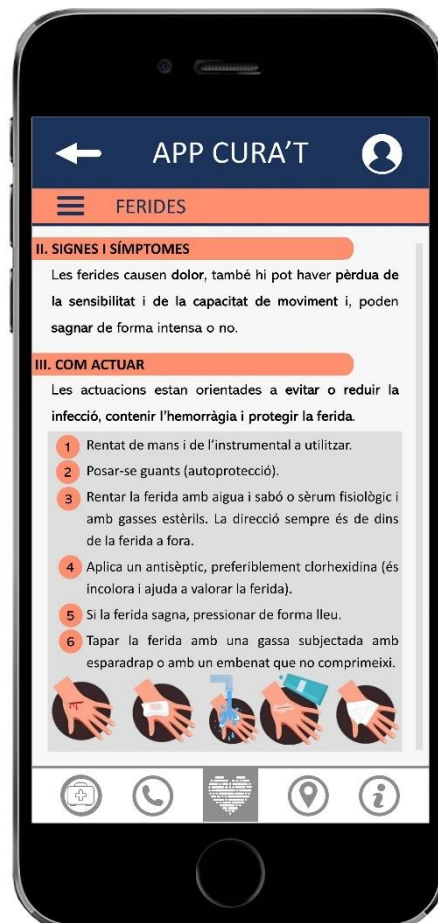 APP CURA'T
FERIDES
II. SIGNES I SÍMPTOMES
Les ferides causen dolor, també hi pot haver pèrdua de
la sensibilitat i de la capacitat de moviment i, poden
sagnar de forma intensa o no.
III. COM ACTUAR
Les actuacions estan orientades a evitar o reduir la
infecció, contenir l'hemorràgia i protegir la ferida.
1 Rentat de mans i de l'instrumental a utilitzar.
2 Posar-se guants (autoprotecció).
3 Rentar la ferida amb aigua i sabó o sèrum fisiològic i
amb gasses estèrils. La direcció sempre és de dins
de la ferida a fora.
4 Aplica un antisèptic, preferiblement clorhexidina (és
incolora i ajuda a valorar la ferida).
5 Si la ferida sagna, pressionar de forma lleu.
6 Tapar la ferida amb una gassa subjectada amb
esparadrap o amb un embenat que no comprimeixi.